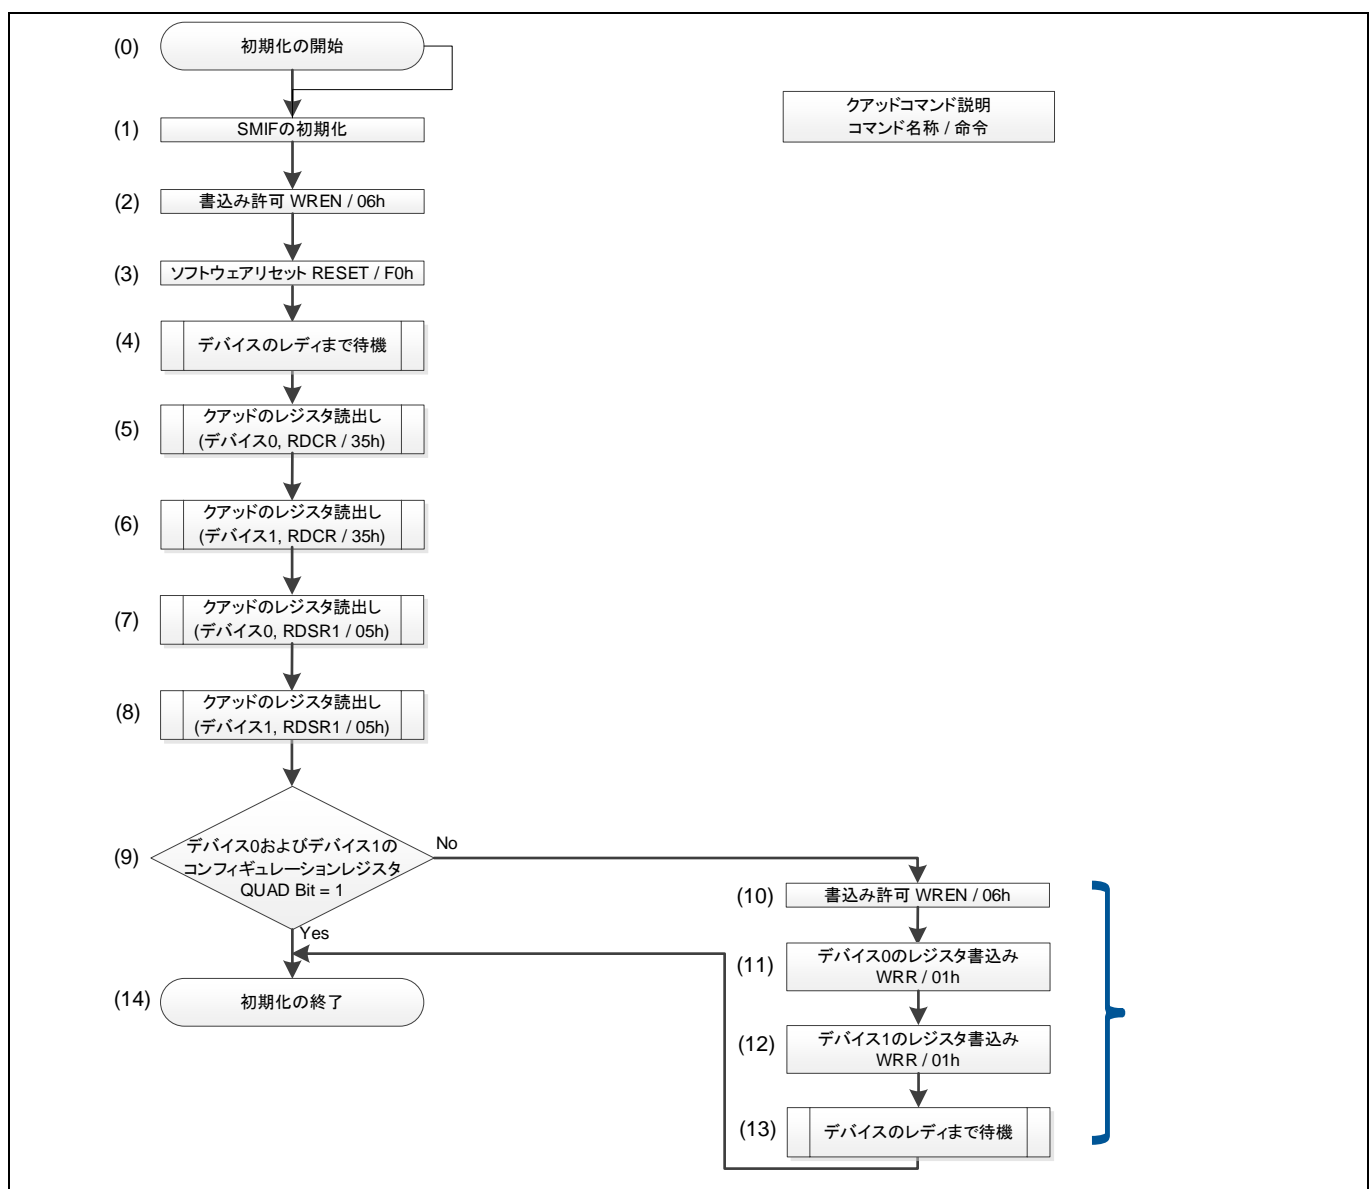 (0) 初期化の開始
クアッドコマンド説明
コマンド名称 / 命令
(1) SMIFの初期化
(2) 書込み許可 WREN / 06h
(3) ソフトウェアリセット RESET / F0h
(4) デバイスのレディまで待機
(5) クアッドのレジスタ読出し
(デバイス0, RDCR / 35h)
(6) クアッドのレジスタ読出し
(デバイス1, RDCR / 35h)
(7) クアッドのレジスタ読出し
(デバイス0, RDSR1 / 05h)
(8) クアッドのレジスタ読出し
(デバイス1, RDSR1 / 05h)
(9) デバイス0およびデバイス1の
コンフィギュレーションレジスタ
QUAD Bit = 1
No
Yes
(10) 書込み許可 WREN / 06h
(11) デバイス0のレジスタ書込み
WRR / 01h
(12) デバイス1のレジスタ書込み
WRR / 01h
(13) デバイスのレディまで待機
(14) 初期化の終了